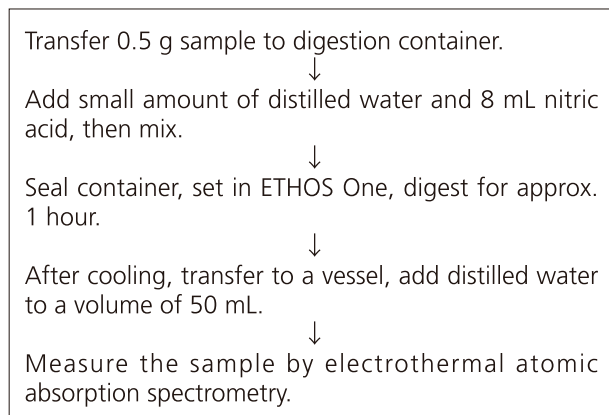 Transfer 0.5 g sample to digestion container.
↓
Add small amount of distilled water and 8 mL nitric
acid, then mix.
↓
Seal container, set in ETHOS One, digest for approx.
1 hour.
↓
After cooling, transfer to a vessel, add distilled water
to a volume of 50 mL.
↓
Measure the sample by electrothermal atomic
absorption spectrometry.